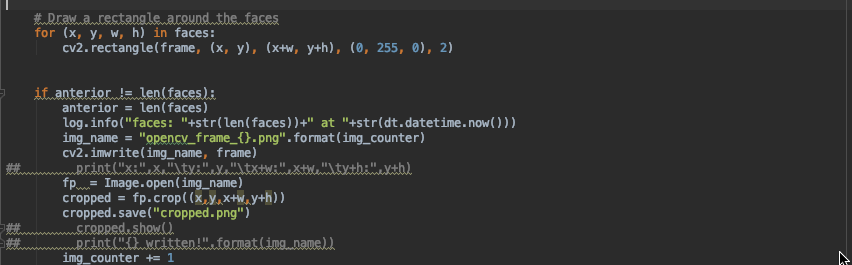 # Draw a rectangle around the faces
for (x, y, w, h) in faces:
    cv2.rectangle(frame, (x, y), (x+w, y+h), (0, 255, 0), 2)
if anterior != len(faces):
    anterior = len(faces)
    log.info("faces: "+str(len(faces))+" at "+str(dt.datetime.now()))
    img_name = "opencv_frame_{}.png".format(img_counter)
    cv2.imwrite(img_name, frame)
##        print("x:",x,"\ty:",y,"\tx+w:",x+w,"\ty+h:",y+h)
    fp  = Image.open(img_name)
    cropped = fp.crop((x,y,x+w,y+h))
    cropped.save("cropped.png")
##        cropped.show()
##        print("{} written!".format(img_name))
    img_counter += 1